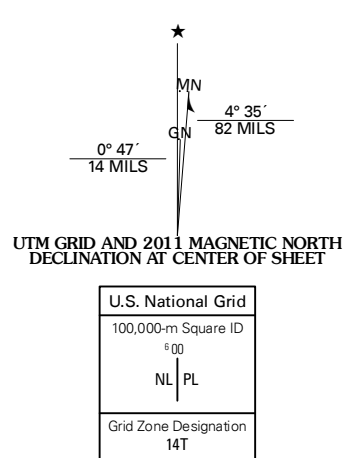 ★
MN
4° 35´
82 MILS
GN
0° 47´
14 MILS
UTM GRID AND 2011 MAGNETIC NORTH
DECLINATION AT CENTER OF SHEET
U.S. National Grid
100,000-m Square ID
⁶00
NL PL
Grid Zone Designation
14T